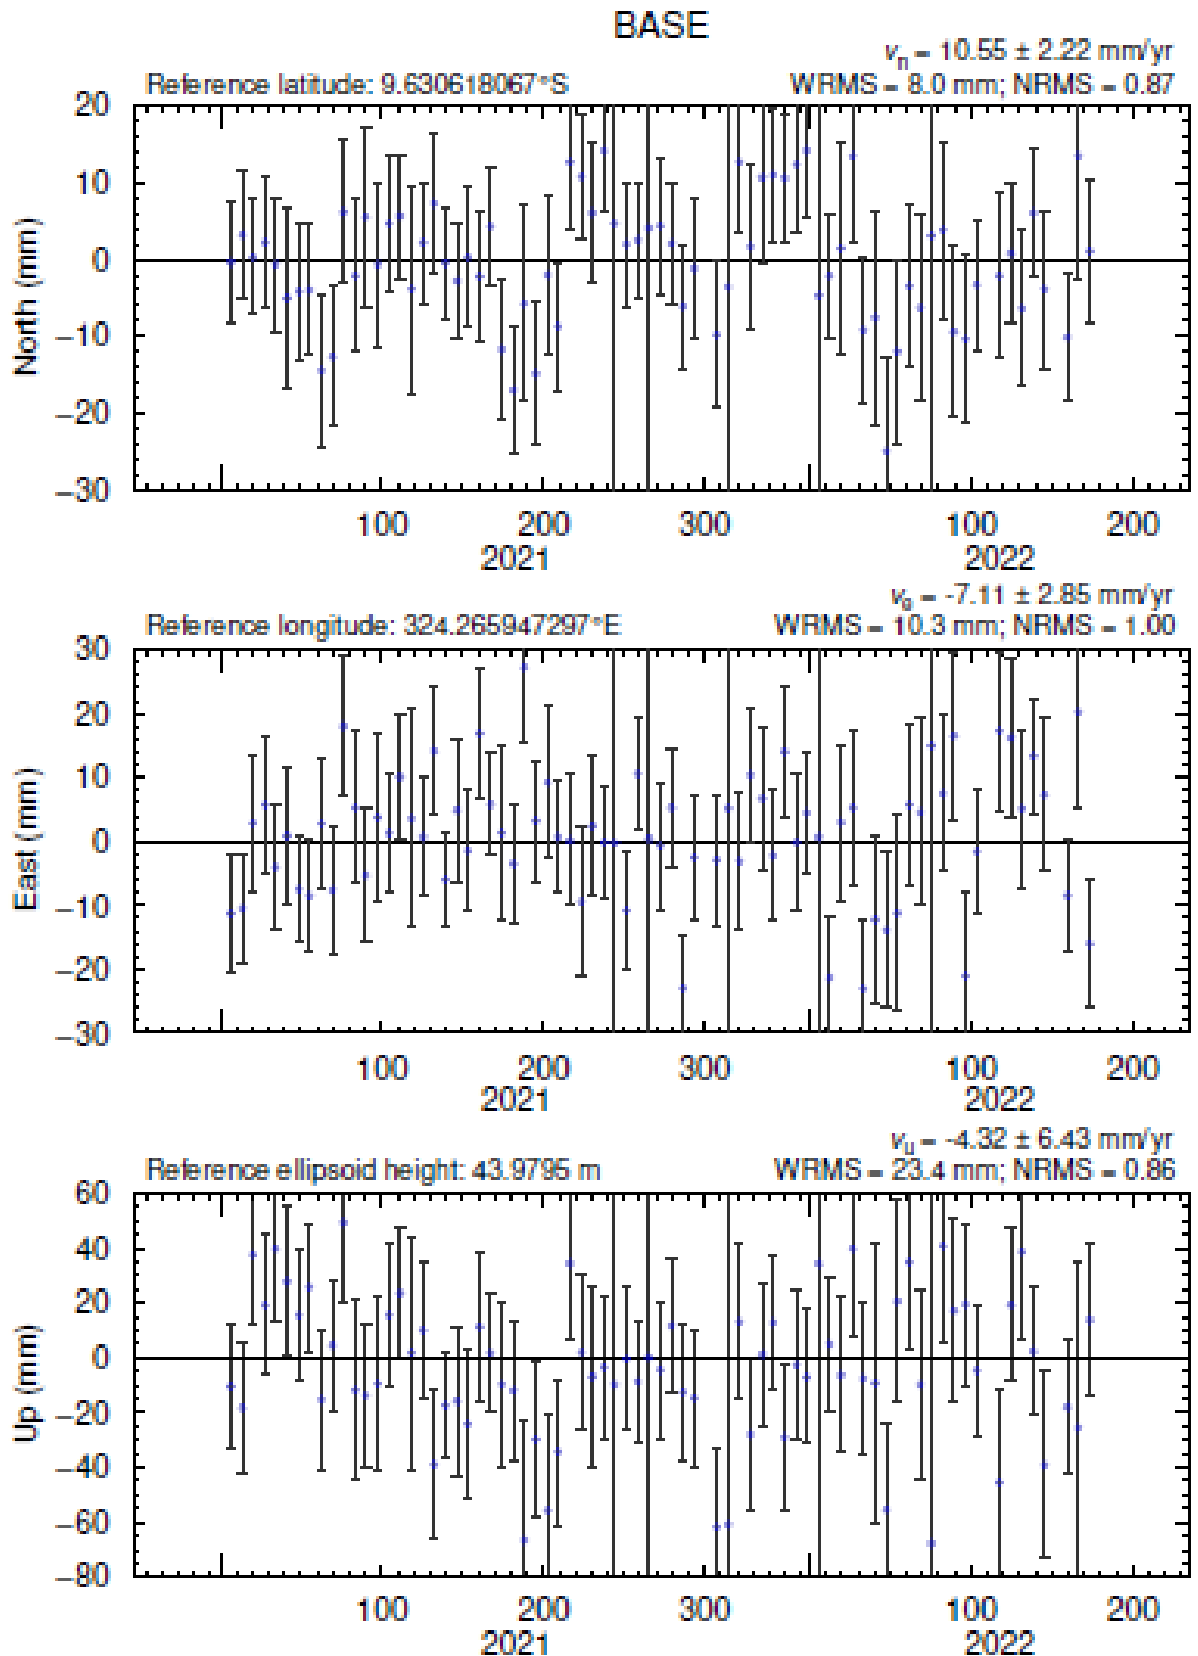 BASE
vn = 10.55 ± 2.22 mm/yr
Reference latitude: 9.630618067°S WRMS = 8.0 mm; NRMS = 0.87
20
10
0
−10
−20
−30
North (mm)
100 200 300 100 200
2021 2022
ve = -7.11 ± 2.85 mm/yr
Reference longitude: 324.265947297°E WRMS = 10.3 mm; NRMS = 1.00
30
20
10
0
−10
−20
−30
East (mm)
100 200 300 100 200
2021 2022
vu = -4.32 ± 6.43 mm/yr
Reference ellipsoid height: 43.9795 m WRMS = 23.4 mm; NRMS = 0.86
60
40
20
0
−20
−40
−60
−80
Up (mm)
100 200 300 100 200
2021 2022